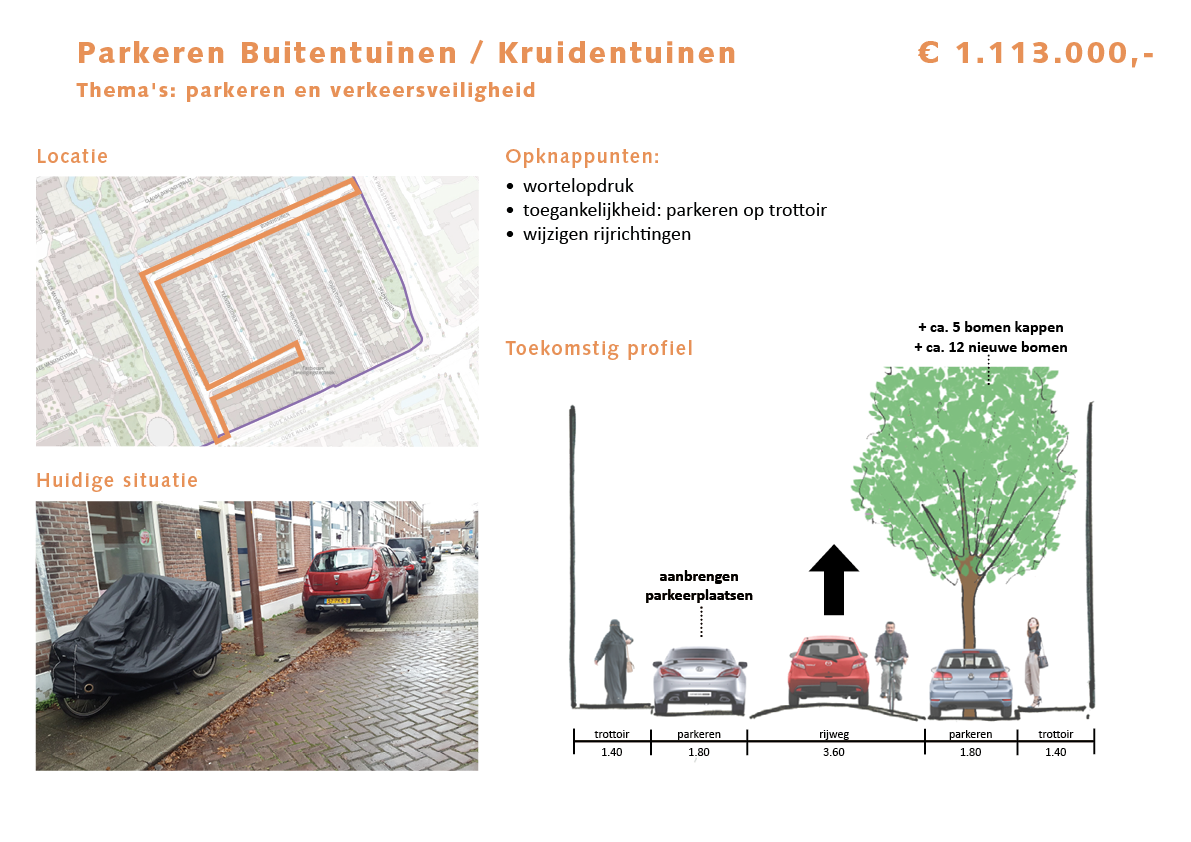 Parkeren Buitentuinen / Kruidentuinen
€ 1.113.000,-
Thema's: parkeren en verkeersveiligheid
Locatie
Opknappunten:
• wortelopdruk
• toegankelijkheid: parkeren op trottoir
• wijzigen rijrichtingen
Toekomstig profiel
+ ca. 5 bomen kappen
+ ca. 12 nieuwe bomen
Huidige situatie
aanbrengen
parkeerplaatsen
trottoir
parkeren
rijweg
parkeren
trottoir
1.40
1.80
3.60
1.80
1.40